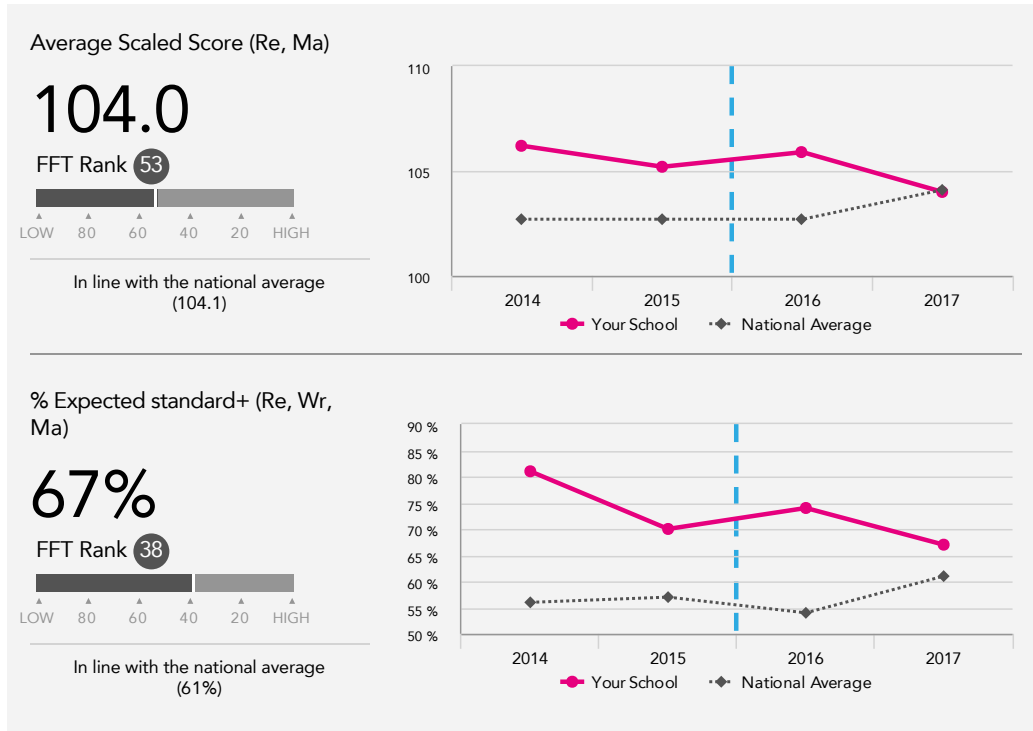 Average Scaled Score (Re, Ma)
104.0
FFT Rank 53
LOW 80 60 40 20 HIGH
In line with the national average
(104.1)
110
105
100
2014 2015 2016 2017
Your School National Average
% Expected standard+ (Re, Wr,
Ma)
67%
FFT Rank 38
LOW 80 60 40 20 HIGH
In line with the national average
(61%)
90 %
85 %
80 %
75 %
70 %
65 %
60 %
55 %
50 %
2014 2015 2016 2017
Your School National Average